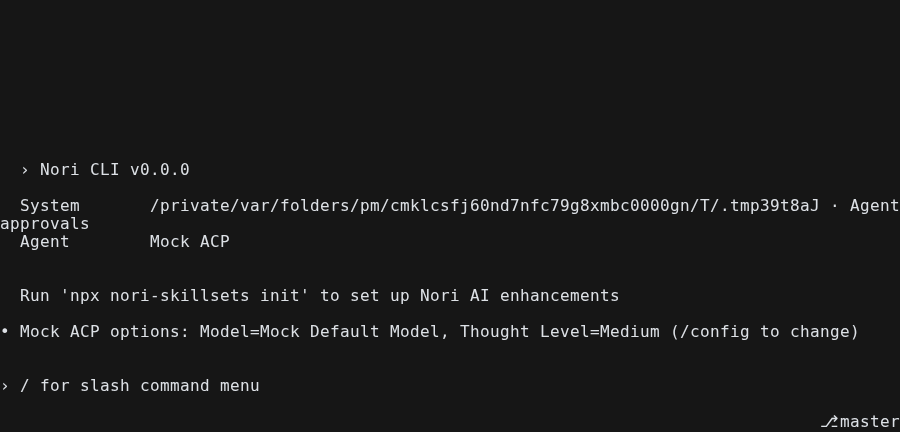 › Nori CLI v0.0.0
System       /private/var/folders/pm/cmklcsfj60nd7nfc79g8xmbc0000gn/T/.tmp39t8aJ · Agent
approvals
Agent        Mock ACP
Run 'npx nori-skillsets init' to set up Nori AI enhancements
• Mock ACP options: Model=Mock Default Model, Thought Level=Medium (/config to change)
› / for slash command menu
⎇master